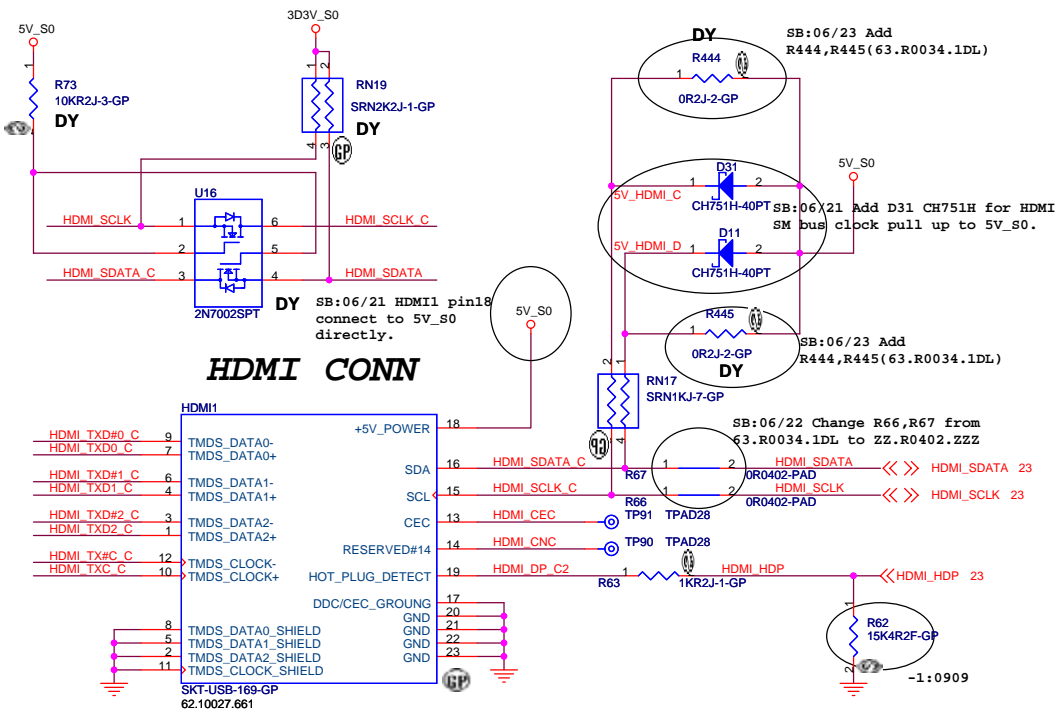 5V_S0
1
R73
10KR2J-3-GP
DY
3D3V_S0
1 2
RN19
SRN2K2J-1-GP
DY
4 3
GP
U16
HDMI_SCLK 1 6 HDMI_SCLK_C
2 5
HDMI_SDATA_C 3 4 HDMI_SDATA
2N7002SPT
DY
SB:06/21 HDMI1 pin18
connect to 5V_S0
directly.
5V_S0
DY
R444
1
0R2J-2-GP
SB:06/23 Add
R444,R445(63.R0034.1DL)
D31
5V_HDMI_C 1 2
CH751H-40PT
5V_S0
SB:06/21 Add D31 CH751H for HDMI
SM bus clock pull up to 5V_S0.
D11
5V_HDMI_D 1 2
CH751H-40PT
R445
1
0R2J-2-GP
DY
SB:06/23 Add
R444,R445(63.R0034.1DL)
2 1
RN17
SRN1KJ-7-GP
3 4
GP
SB:06/22 Change R66,R67 from
63.R0034.1DL to ZZ.R0402.ZZZ
HDMI CONN
HDMI1
HDMI_TXD#0_C 9 TMDS_DATA0-
HDMI_TXD0_C 7 TMDS_DATA0+
HDMI_TXD#1_C 6 TMDS_DATA1-
HDMI_TXD1_C 4 TMDS_DATA1+
HDMI_TXD#2_C 3 TMDS_DATA2-
HDMI_TXD2_C 1 TMDS_DATA2+
HDMI_TX#C_C 12 TMDS_CLOCK-
HDMI_TXC_C 10 TMDS_CLOCK+
8 TMDS_DATA0_SHIELD
5 TMDS_DATA1_SHIELD
2 TMDS_DATA2_SHIELD
11 TMDS_CLOCK_SHIELD
+5V_POWER 18
SDA 16 HDMI_SDATA_C R67 1 2 HDMI_SDATA HDMI_SDATA 23
0R0402-PAD
SCL 15 HDMI_SCLK_C R66 1 2 HDMI_SCLK HDMI_SCLK 23
0R0402-PAD
CEC 13 HDMI_CEC TP91 TPAD28
RESERVED#14 14 HDMI_CNC TP90 TPAD28
HOT_PLUG_DETECT 19 HDMI_DP_C2 R63 1 HDMI_HDP HDMI_HDP 23
1KR2J-1-GP
DDC/CEC_GROUNG 17
GND 20
GND 21
GND 22
GND 23
GP
SKT-USB-169-GP
62.10027.661
1
R62
15K4R2F-GP
2
-1:0909